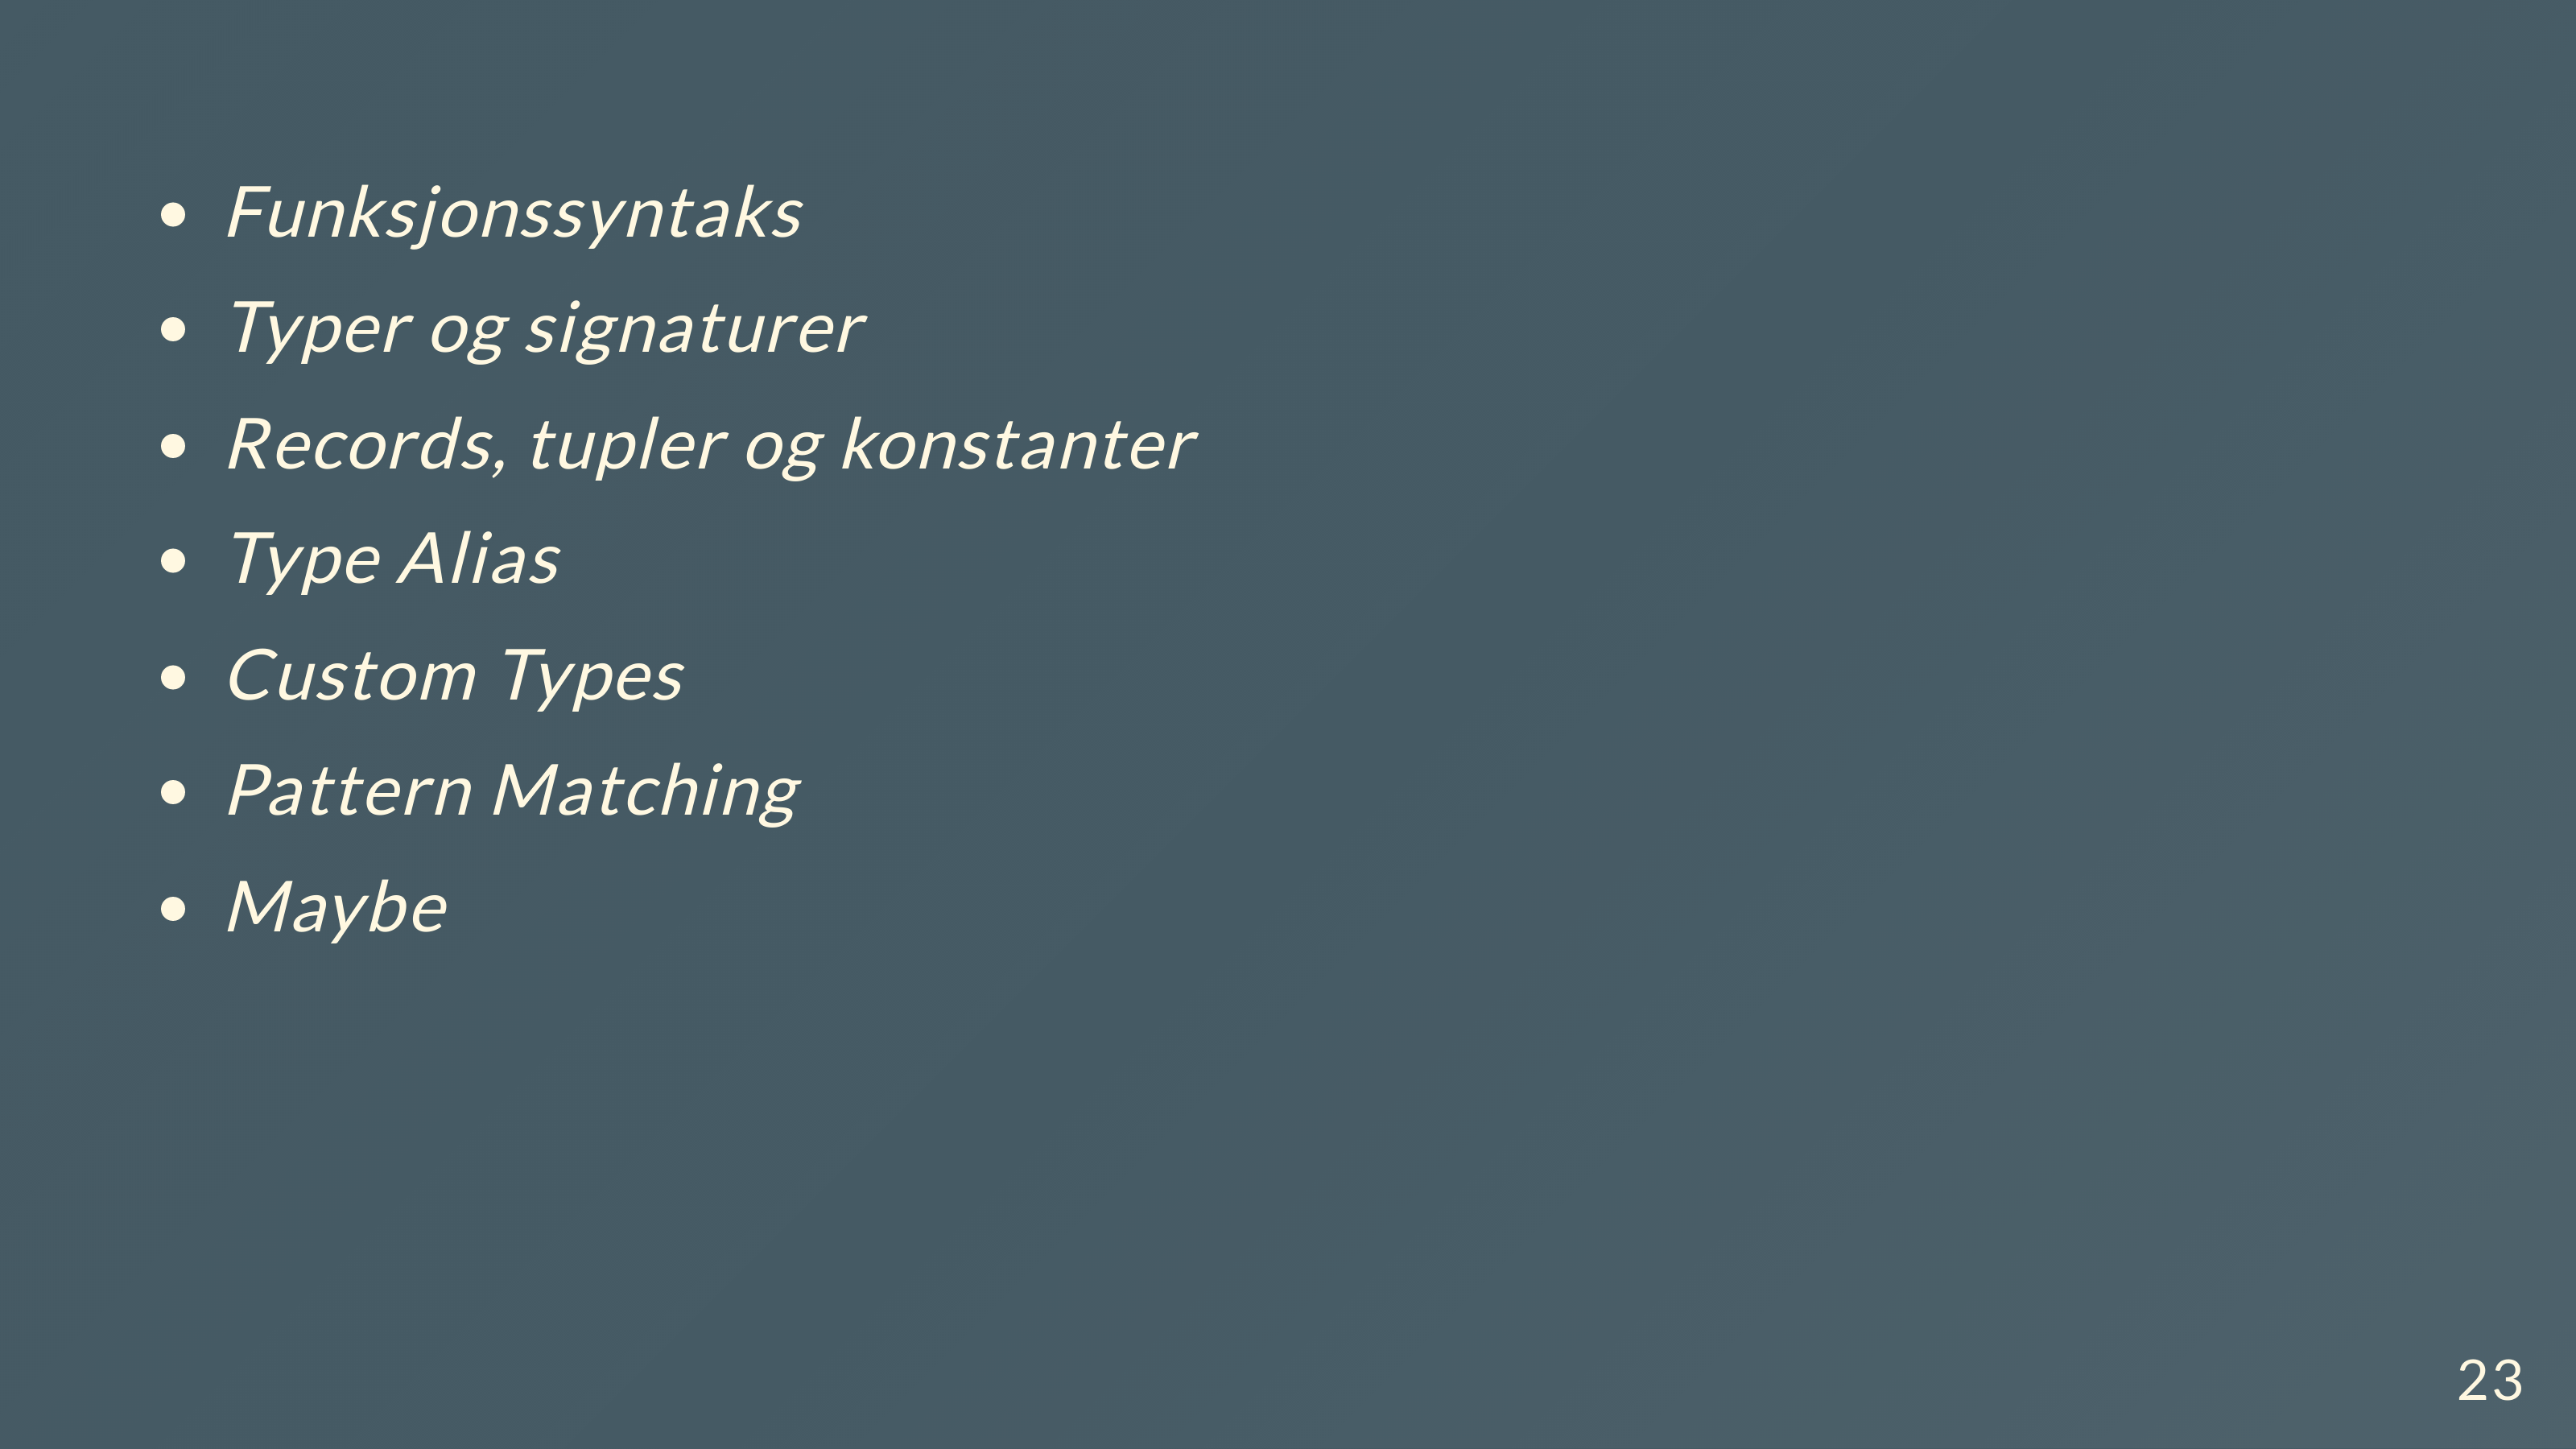 • Funksjonssyntaks
• Typer og signaturer
• Records, tupler og konstanter
• Type Alias
• Custom Types
• Pattern Matching
• Maybe
23